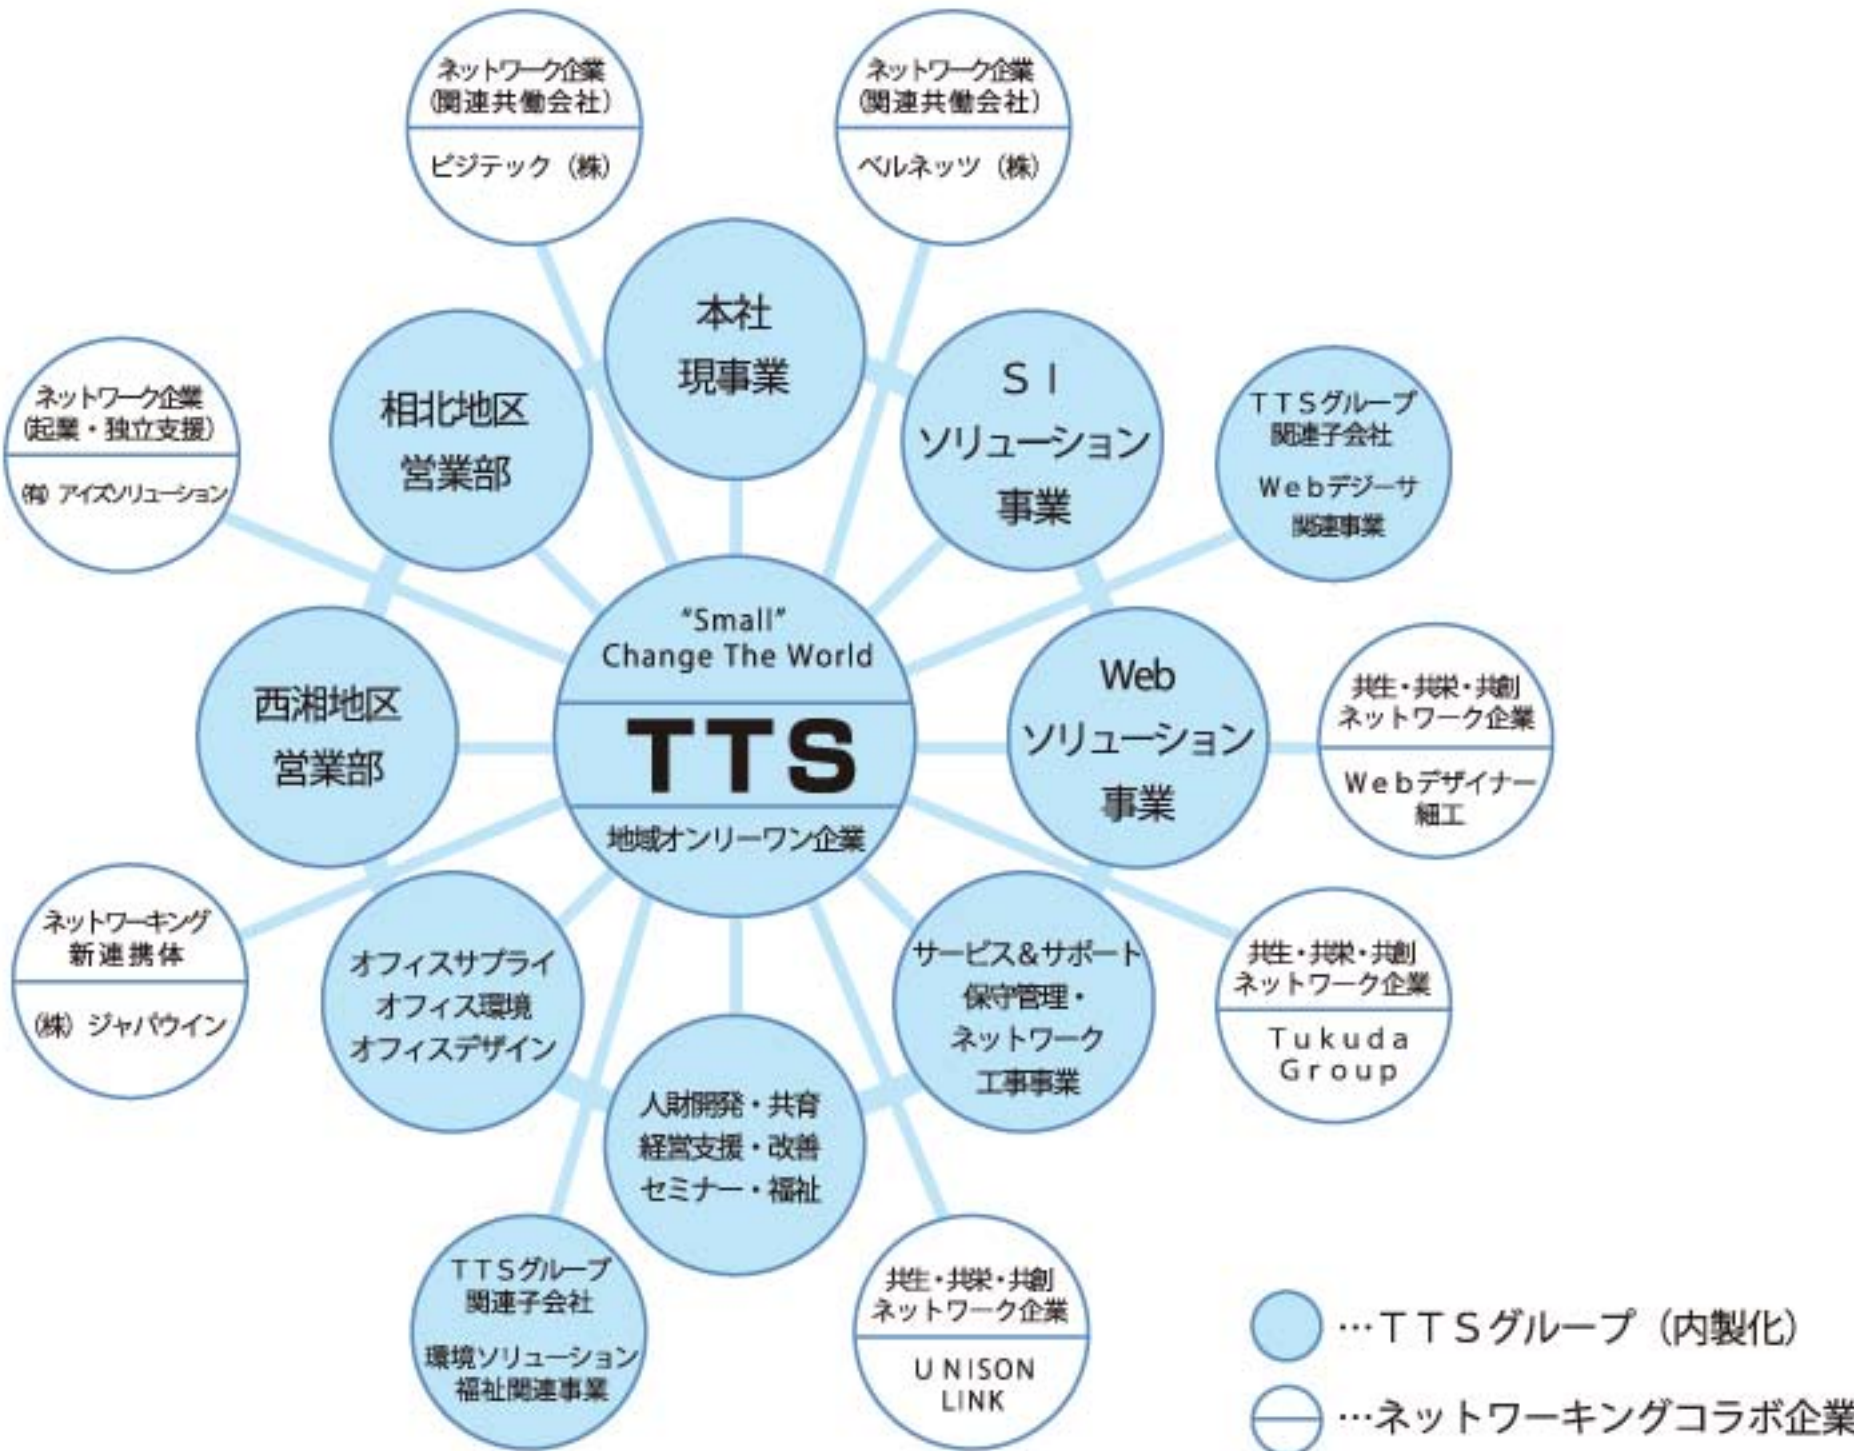 ネットワーク企業
(関連共働会社)
ビジテック（株）
ネットワーク企業
(関連共働会社)
ベルネッツ（株）
本社
現事業
相北地区
営業部
ＳＩ
ソリューション
事業
ネットワーク企業
(起業・独立支援)
㈲ アイズソリューション
ＴＴＳグループ
関連子会社
Ｗｅｂデジーサ
関連事業
“Small”
Change The World
TTS
地域オンリーワン企業
西湘地区
営業部
Web
ソリューション
事業
共生・共栄・共創
ネットワーク企業
Ｗｅｂデザイナー
細工
ネットワーキング
新連携体
㈱ ジャパウイン
オフィスサプライ
オフィス環境
オフィスデザイン
サービス＆サポート
保守管理・
ネットワーク
工事事業
共生・共栄・共創
ネットワーク企業
Tukuda
Group
人財開発・共育
経営支援・改善
セミナー・福祉
ＴＴＳグループ
関連子会社
環境ソリューション
福祉関連事業
共生・共栄・共創
ネットワーク企業
UNISON
LINK
…ＴＴＳグループ（内製化）
…ネットワーキングコラボ企業